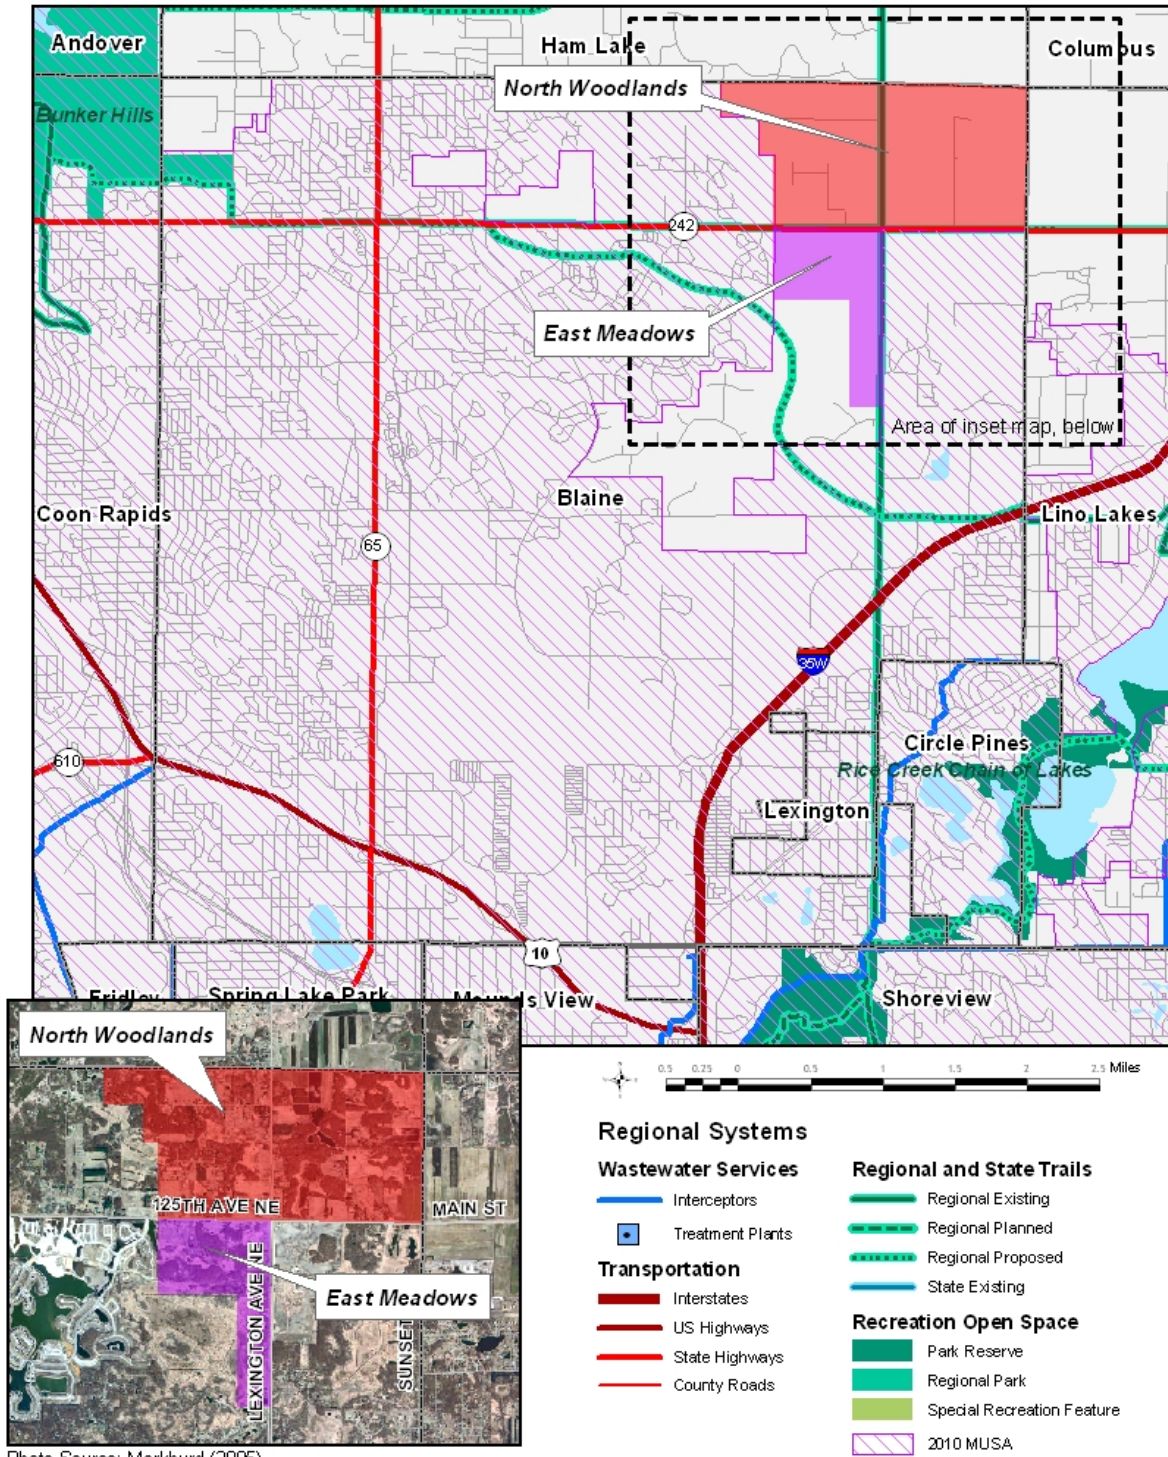 Andover
Ham Lake
Columbus
North Woodlands
Bunker Hills
242
East Meadows
Area of inset map, below
Blaine
Coon Rapids
Lino Lakes
65
35W
610
Circle Pines
Rice Creek Chain of Lakes
Lexington
10
Fridley
Spring Lake Park
Mounds View
Shoreview
North Woodlands
125TH AVE NE
MAIN ST
East Meadows
LEXINGTON AVE NE
SUNSET
0.5 0.25 0 0.5 1 1.5 2 2.5 Miles
Regional Systems
Wastewater Services
Interceptors
Treatment Plants
Transportation
Interstates
US Highways
State Highways
County Roads
Regional and State Trails
Regional Existing
Regional Planned
Regional Proposed
State Existing
Recreation Open Space
Park Reserve
Regional Park
Special Recreation Feature
2010 MUSA
Photo Source: Markhurd (2005)